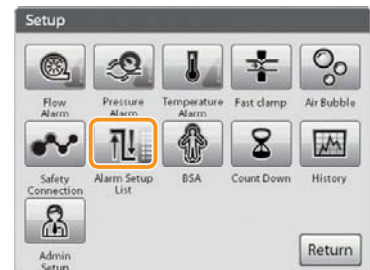 Setup
Flow Alarm
Pressure Alarm
Temperature Alarm
Fast clamp
Air Bubble
Safety Connection
Alarm Setup List
BSA
Count Down
History
Admin Setup
Return